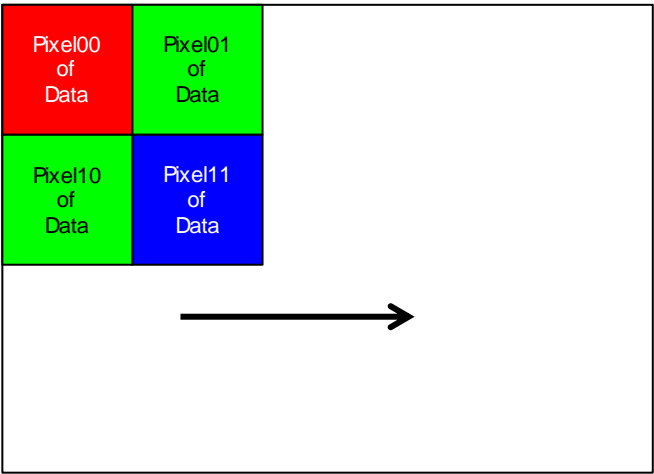 Pixel00
of
Data
Pixel01
of
Data
Pixel10
of
Data
Pixel11
of
Data